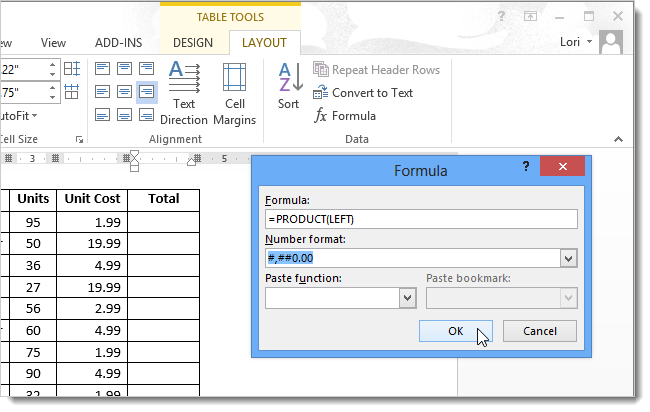 TABLE TOOLS
?
ew View ADD-INS DESIGN LAYOUT Lori
22"
75"
utoFit
Cell Size
Text Direction
Cell Margins
Alignment
A Z Sort
Repeat Header Rows
Convert to Text
fx Formula
Data
3 5
Units Unit Cost Total
95 1.99
50 19.99
36 4.99
27 19.99
56 2.99
60 4.99
75 1.99
90 4.99
32 1.99
Formula ?
Formula:
=PRODUCT(LEFT)
Number format:
#,##0.00
Paste function: Paste bookmark:
OK Cancel